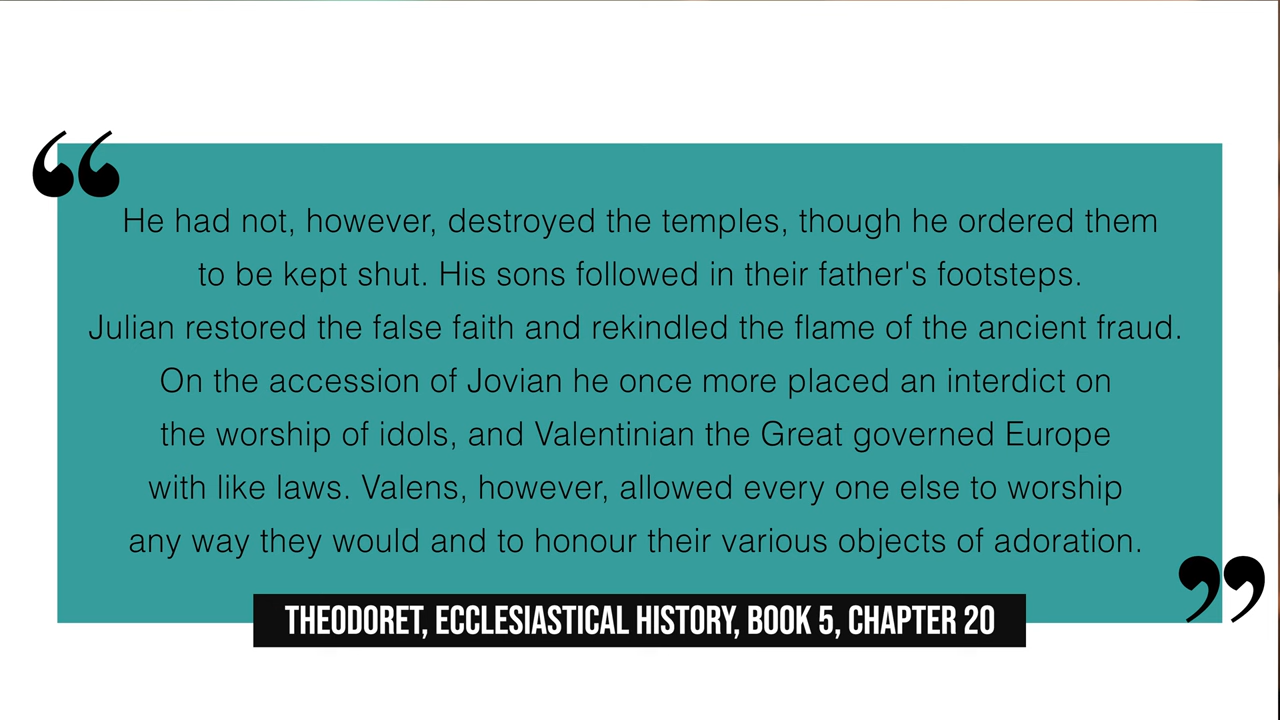 “
He had not, however, destroyed the temples, though he ordered them
to be kept shut. His sons followed in their father's footsteps.
Julian restored the false faith and rekindled the flame of the ancient fraud.
On the accession of Jovian he once more placed an interdict on
the worship of idols, and Valentinian the Great governed Europe
with like laws. Valens, however, allowed every one else to worship
any way they would and to honour their various objects of adoration.
”
THEODORET, ECCLESIASTICAL HISTORY, BOOK 5, CHAPTER 20